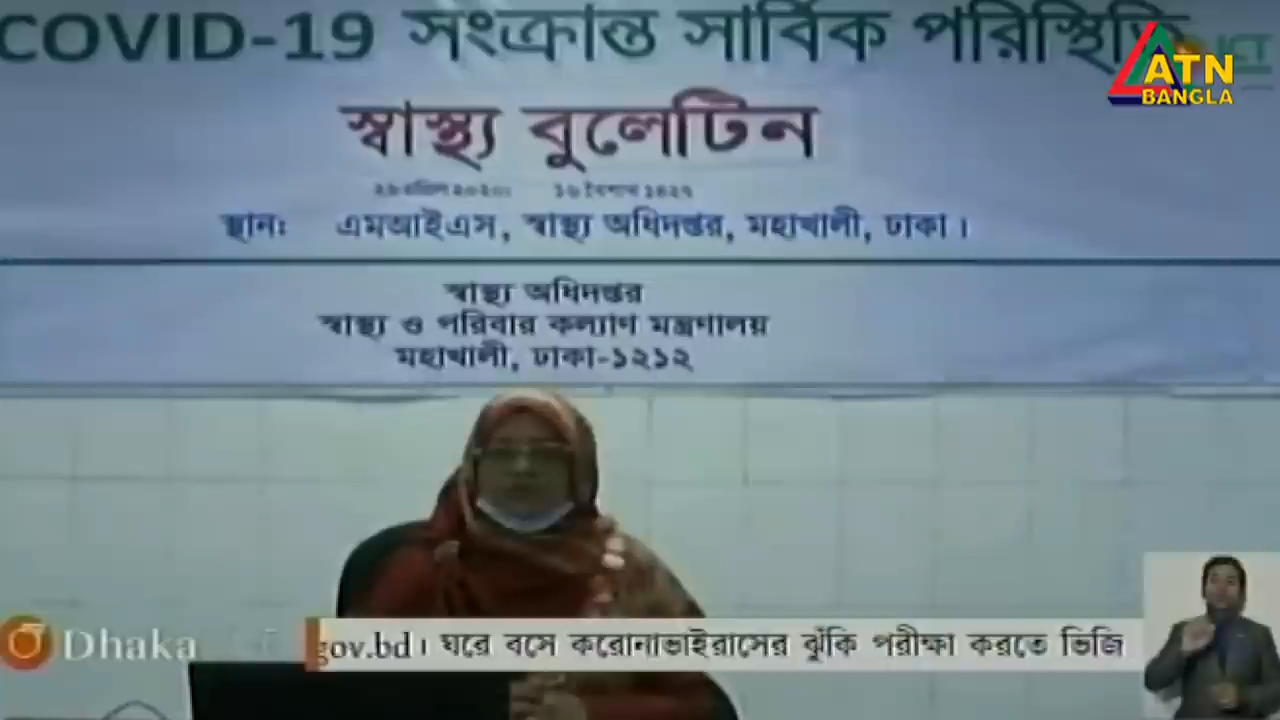 COVID-19 সংক্রান্ত সার্বিক পরিস্থিতি
ATN
BANGLA
স্বাস্থ্য বুলেটিন
স্থানঃ এমআইএস, স্বাস্থ্য অধিদপ্তর, মহাখালী, ঢাকা।
স্বাস্থ্য অধিদপ্তর
স্বাস্থ্য ও পরিবার কল্যাণ মন্ত্রণালয়
মহাখালী, ঢাকা-১২১২
Dhaka
gov.bd। ঘরে বসে করোনাভাইরাসের ঝুঁকি পরীক্ষা করতে ভিজি